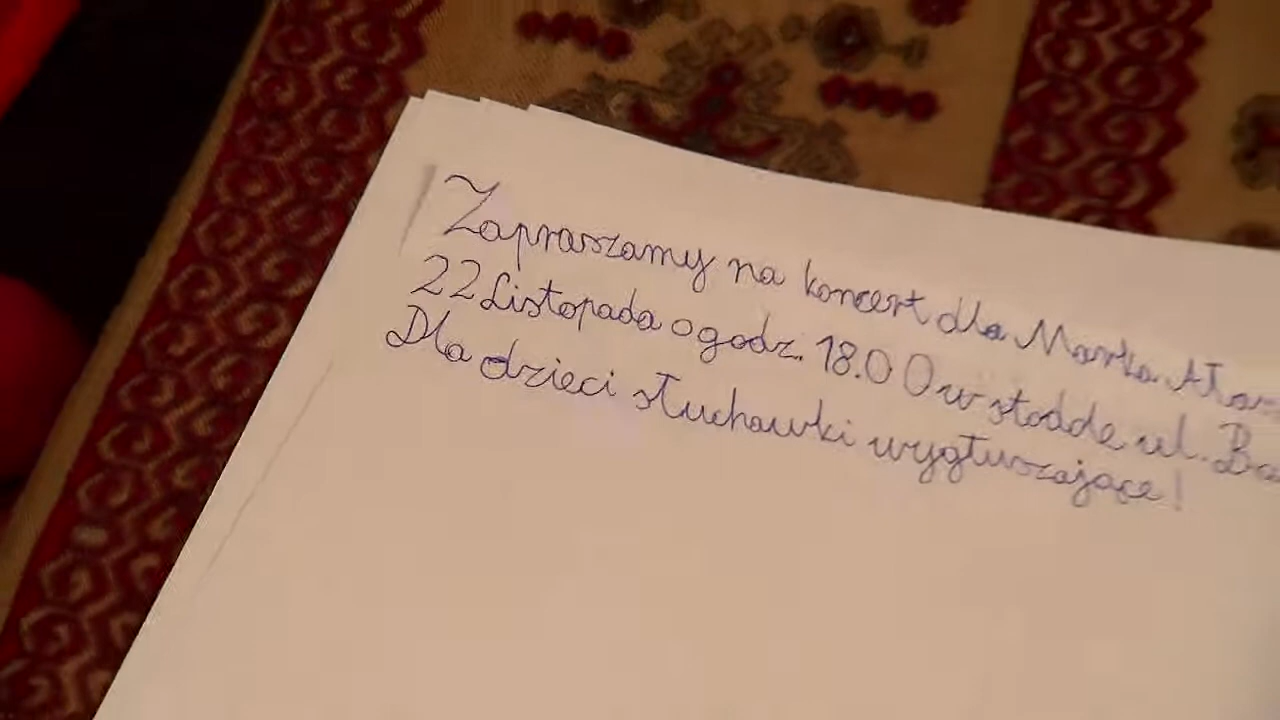 Zapraszamy na koncert dla Marka
22 Listopada o godz. 18.00 w stodole ul.
Dla dzieci słuchawki wygłuszające!